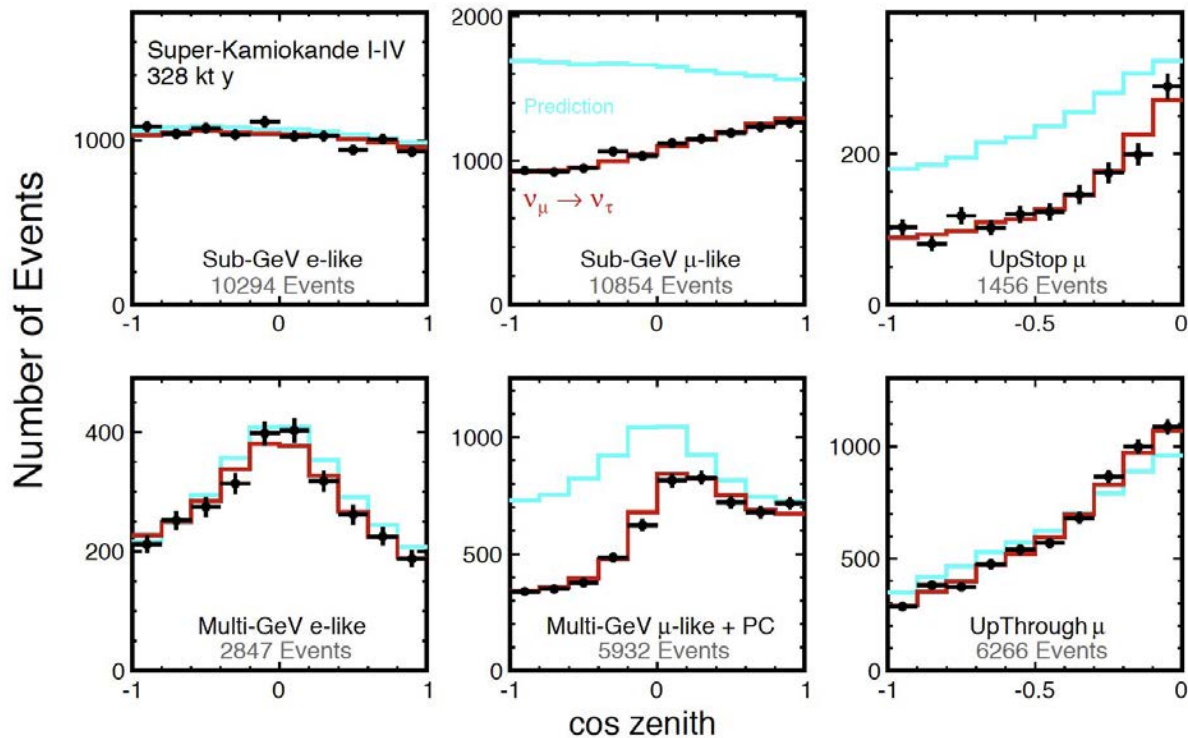 Number of Events
Super-Kamiokande I-IV
328 kt y
1000
0
Sub-GeV e-like
10294 Events
-1
0
1
2000
1000
0
Prediction
νμ → ντ
Sub-GeV μ-like
10854 Events
-1
0
1
200
0
UpStop μ
1456 Events
-1
-0.5
0
400
200
0
Multi-GeV e-like
2847 Events
-1
0
1
1000
500
0
Multi-GeV μ-like + PC
5932 Events
-1
0
1
1000
500
0
UpThrough μ
6266 Events
-1
-0.5
0
cos zenith